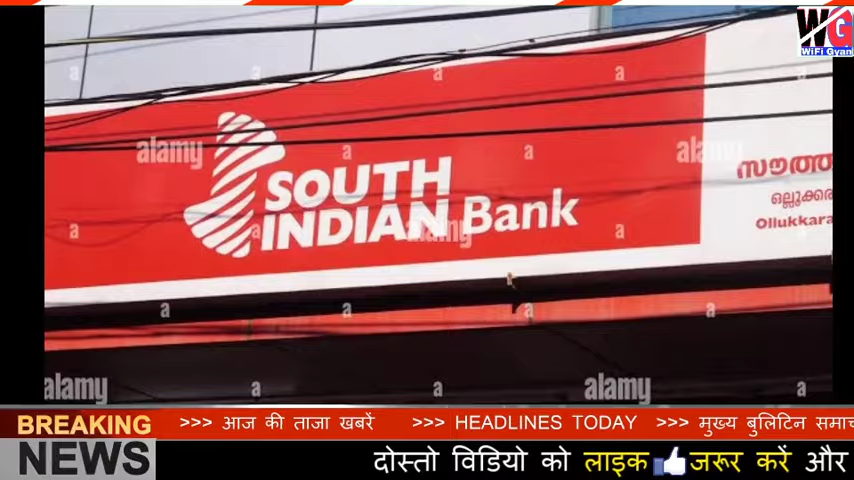 WG
WiFi Gyan
SOUTH
INDIAN Bank
സൗത്ത
ഒല്ലൂക്കര
Ollukkara
alamy
alamy
alamy
alamy
alamy
BREAKING
NEWS
>>> आज की ताजा खबरें >>> HEADLINES TODAY >>> मुख्य बुलिटिन समाच
दोस्तो विडियो को लाइक जरूर करें और